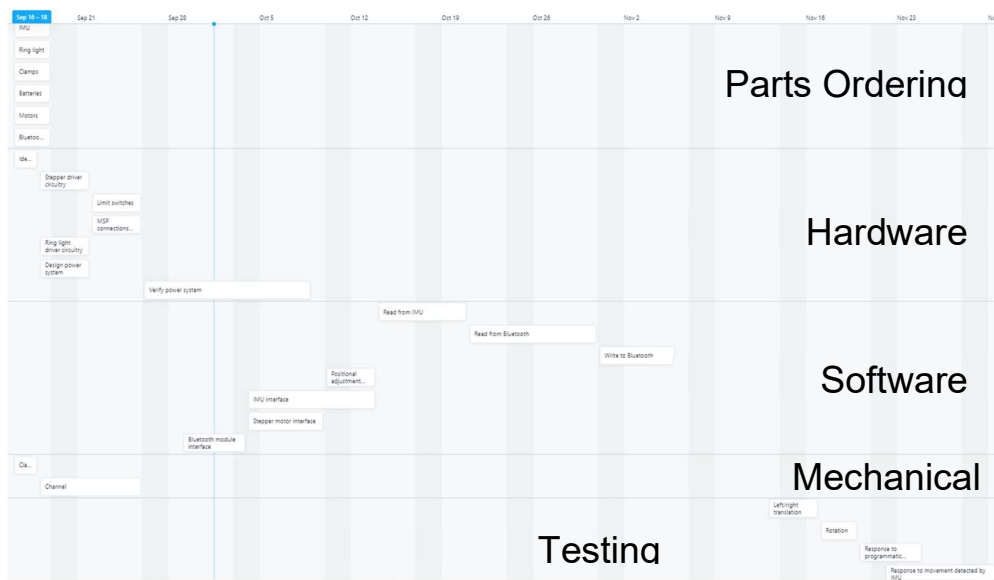 Sep 16 – 18 Sep 21 Sep 28 Oct 5 Oct 12 Oct 19 Oct 26 Nov 2 Nov 9 Nov 16 Nov 23
IMU
Ring light
Clamps
Parts Ordering
Batteries
Motors
Bluetoo...
Ide...
Stepper driver
circuitry
Limit switches
MSP
connections...
Hardware
Ring light
driver circuitry
Design power
system
Verify power system
Read from IMU
Read from Bluetooth
Write to Bluetooth
Positional
adjustment...
Software
IMU interface
Stepper motor interface
Bluetooth module
interface
Cla...
Mechanical
Channel
Left/right
translation
Rotation
Testing
Response to
programmatic...
Response to movement detected by
IMU